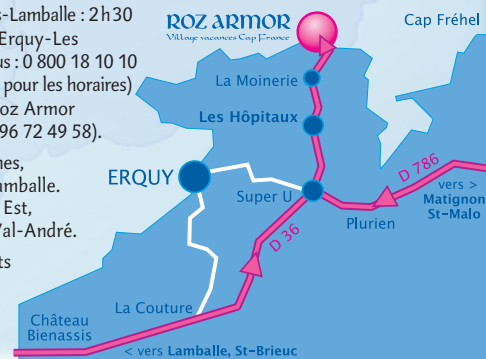 s-Lamballe : 2h30
Erquy-Les
us : 0 800 18 10 10
pour les horaires)
oz Armor
96 72 49 58).
nes,
amballe.
Est,
Val-André.
ts
ROZ ARMOR
Village vacances Cap France
Cap Fréhel
La Moinerie
Les Hôpitaux
ERQUY
Super U
D 786
vers >
Matignon
St-Malo
Plurien
D 36
La Couture
Château
Bienassis
< vers Lamballe, St-Brieuc